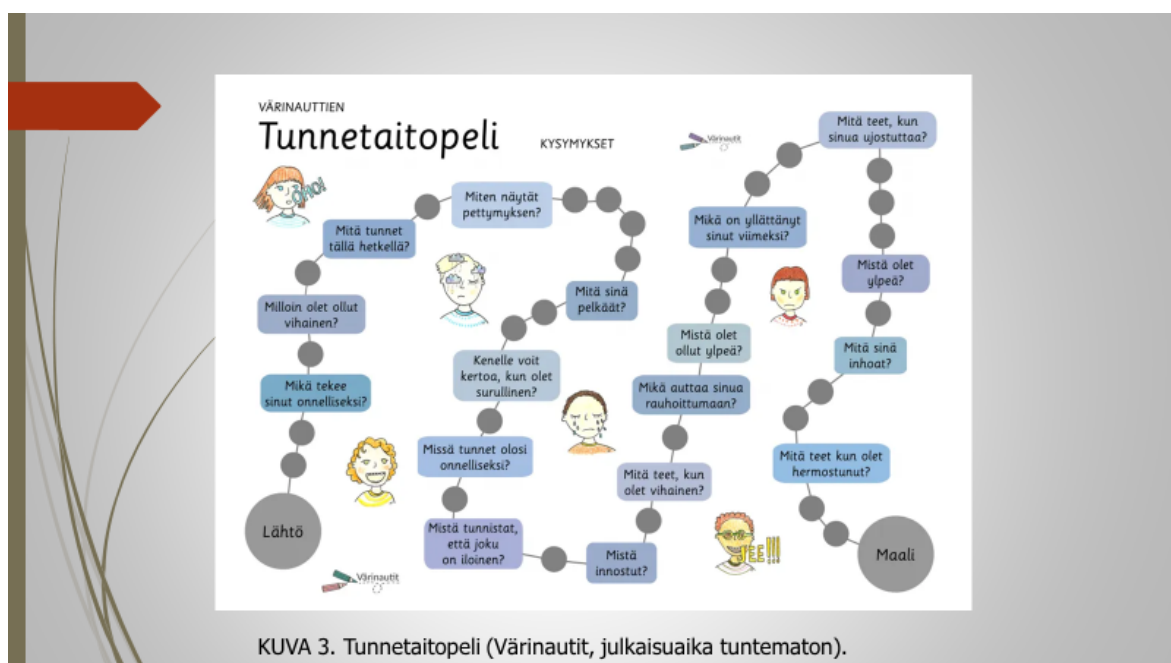 VÄRINAUTTIEN
Tunnetaitopeli
KYSYMYKSET
Värinautit
OHO!
Lähtö
Mikä tekee
sinut onnelliseksi?
Milloin olet ollut
vihainen?
Mitä tunnet
tällä hetkellä?
Miten näytät
pettymyksen?
Mitä sinä
pelkäät?
Kenelle voit
kertoa, kun olet
surullinen?
Missä tunnet olosi
onnelliseksi?
Mistä tunnistat,
että joku
on iloinen?
Mistä
innostut?
Mitä teet, kun
olet vihainen?
Mikä auttaa sinua
rauhoittumaan?
Mistä olet
ollut ylpeä?
Mikä on yllättänyt
sinut viimeksi?
Mitä teet, kun
sinua ujostuttaa?
Mistä olet
ylpeä?
Mitä sinä
inhoat?
Mitä teet kun olet
hermostunut?
Maali
JEE!!!
Värinautit
KUVA 3. Tunnetaitopeli (Värinautit, julkaisuaika tuntematon).